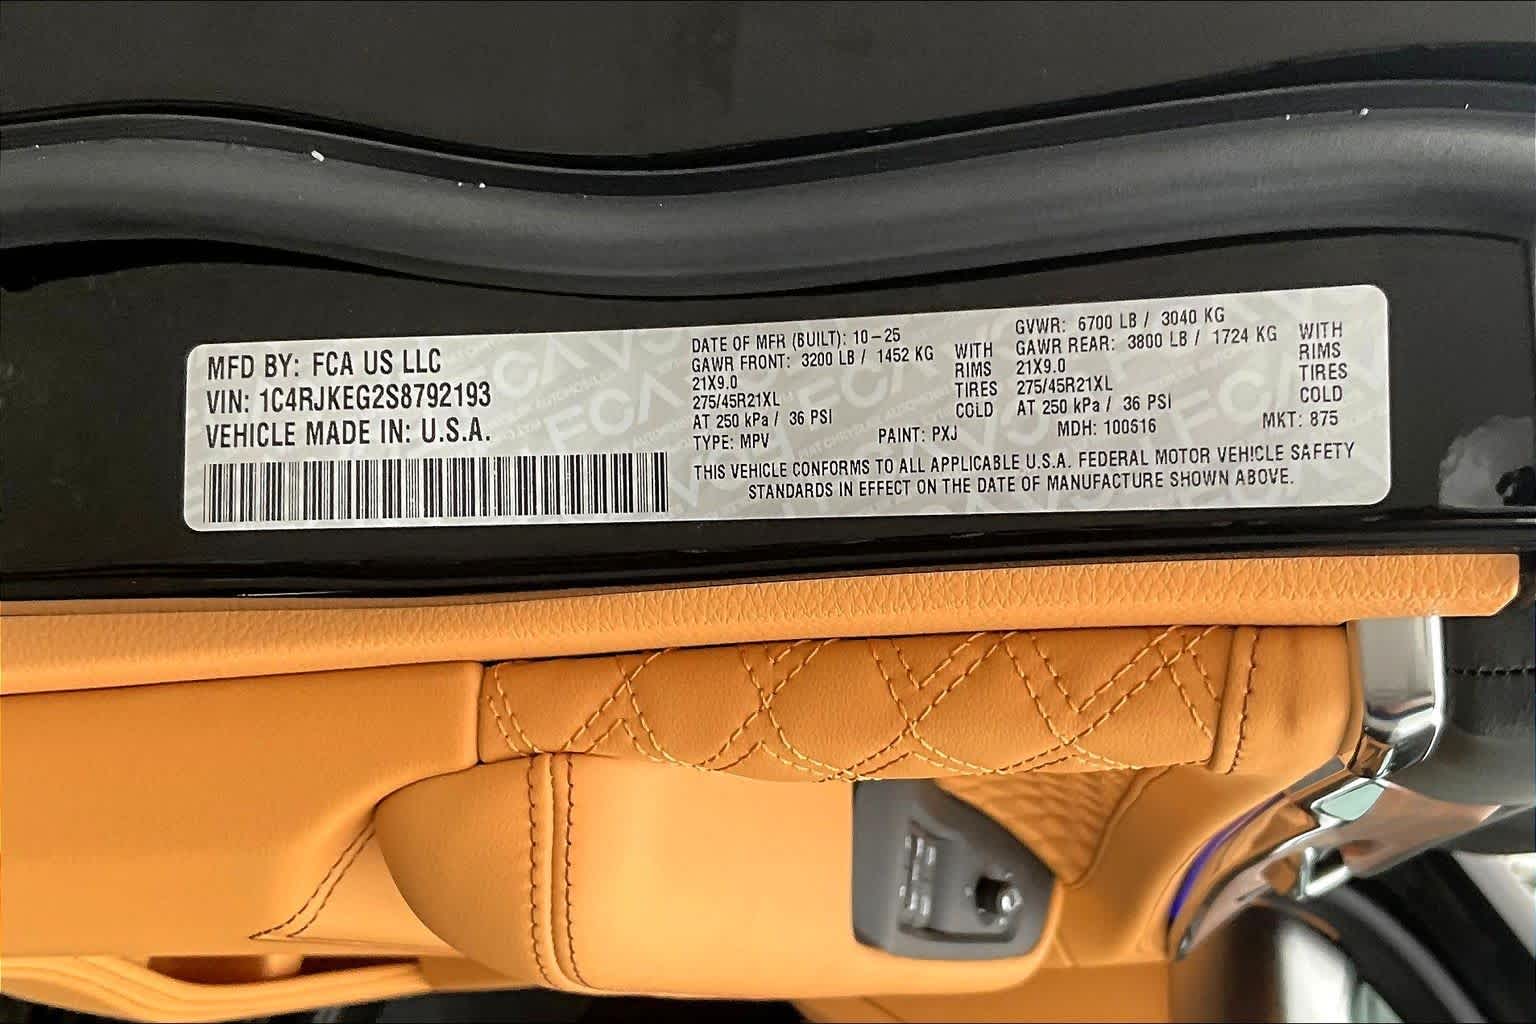 MFD BY: FCA US LLC
VIN: 1C4RJKEG2S8792193
VEHICLE MADE IN: U.S.A.
DATE OF MFR (BUILT): 10-25
GAWR FRONT: 3200 LB / 1452 KG WITH
21X9.0 RIMS
275/45R21XL TIRES
AT 250 kPa / 36 PSI COLD
TYPE: MPV PAINT: PXJ
GVWR: 6700 LB / 3040 KG
GAWR REAR: 3800 LB / 1724 KG WITH
21X9.0 RIMS
275/45R21XL TIRES
AT 250 kPa / 36 PSI COLD
MDH: 100616 MKT: 875
THIS VEHICLE CONFORMS TO ALL APPLICABLE U.S.A. FEDERAL MOTOR VEHICLE SAFETY
STANDARDS IN EFFECT ON THE DATE OF MANUFACTURE SHOWN ABOVE.